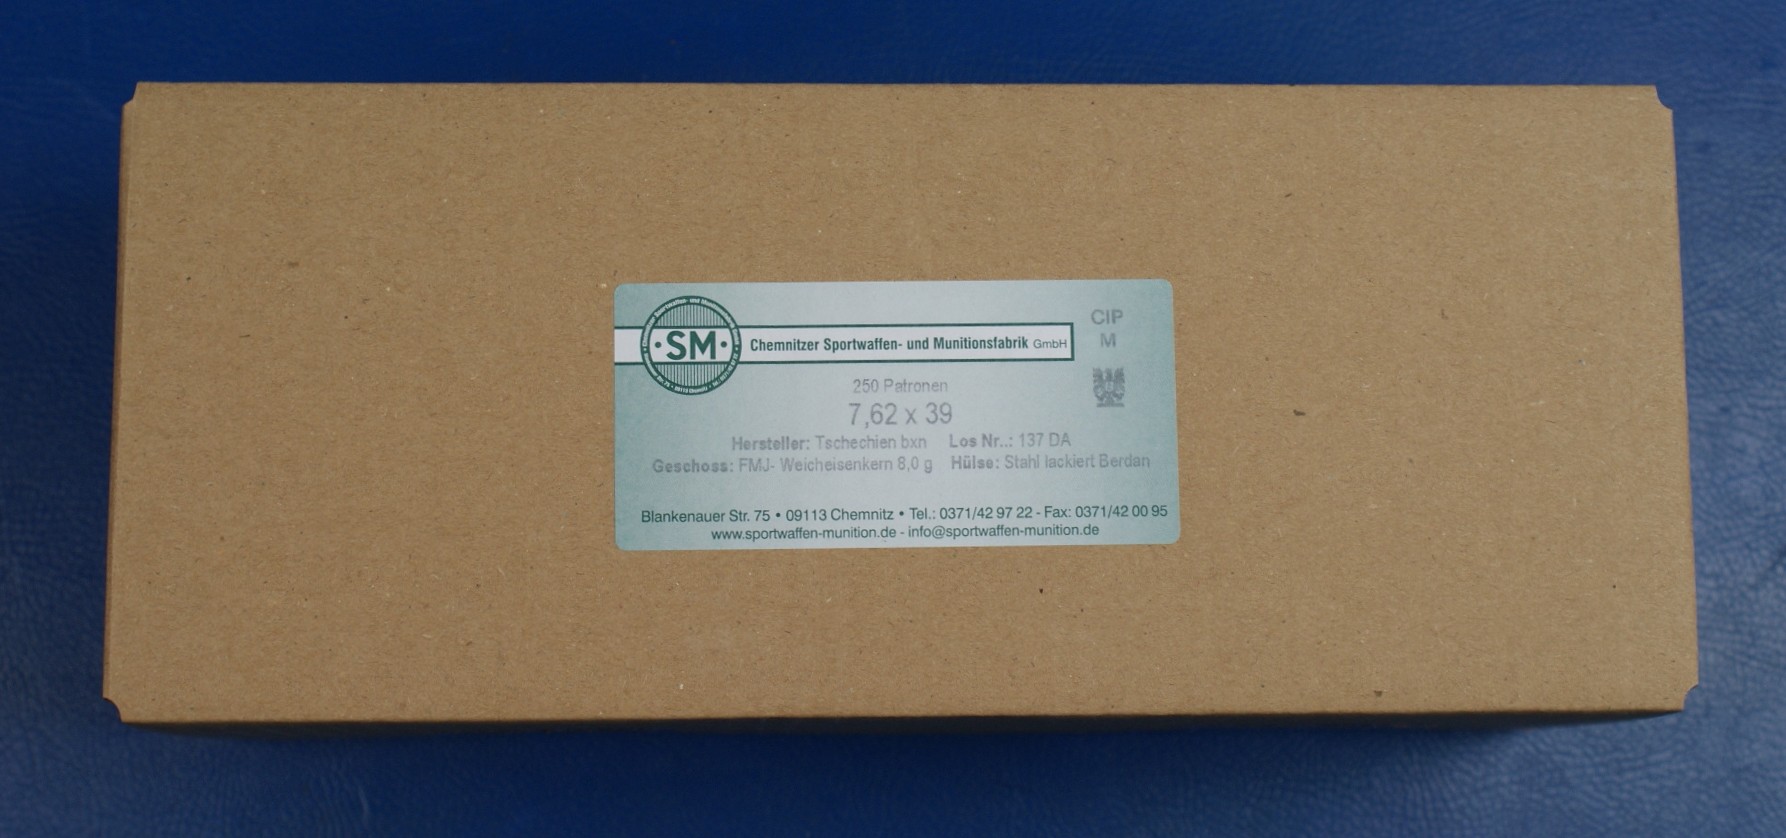 SM
Chemnitzer Sportwaffen- und Munitionsfabrik GmbH
CIP
M
250 Patronen
7,62 x 39
Hersteller: Tschechien bxn Los Nr..: 137 DA
Geschoss: FMJ- Weicheisenkern 8,0 g Hülse: Stahl lackiert Berdan
Blankenauer Str. 75 • 09113 Chemnitz • Tel.: 0371/42 97 22 - Fax: 0371/42 00 95
www.sportwaffen-munition.de - info@sportwaffen-munition.de